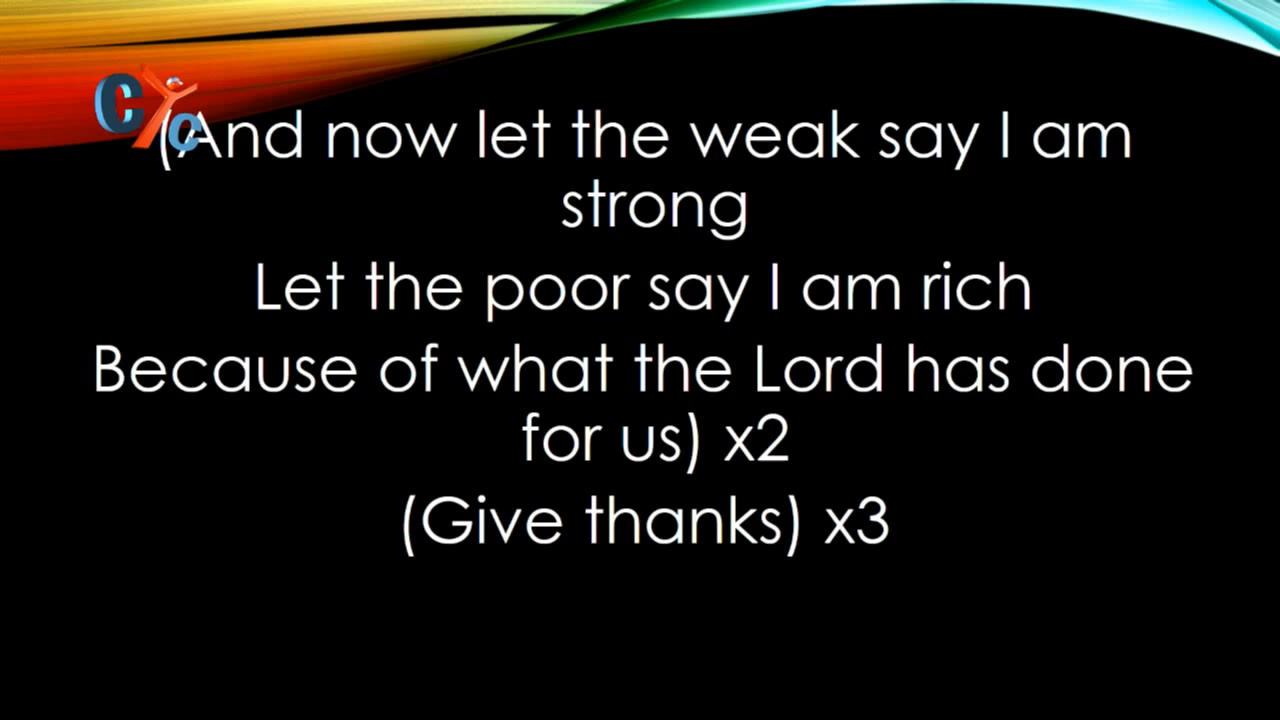 CYC
(And now let the weak say I am
strong
Let the poor say I am rich
Because of what the Lord has done
for us) x2
(Give thanks) x3